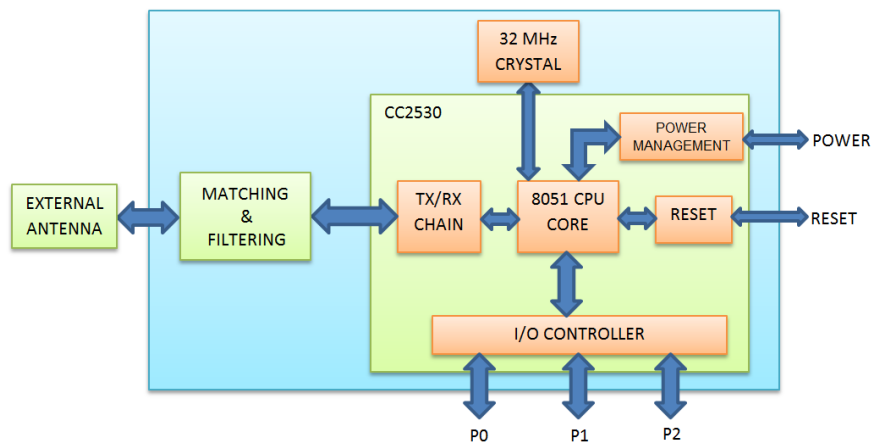 32 MHz
CRYSTAL
CC2530
POWER
MANAGEMENT
POWER
EXTERNAL
ANTENNA
MATCHING
&
FILTERING
TX/RX
CHAIN
8051 CPU
CORE
RESET
RESET
I/O CONTROLLER
P0
P1
P2